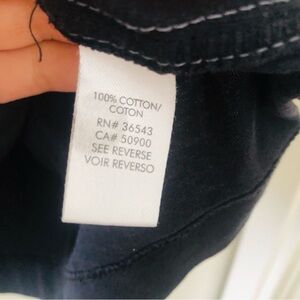 100% COTTON/
COTON
RN# 36543
CA# 50900
SEE REVERSE
VOIR REVERSO